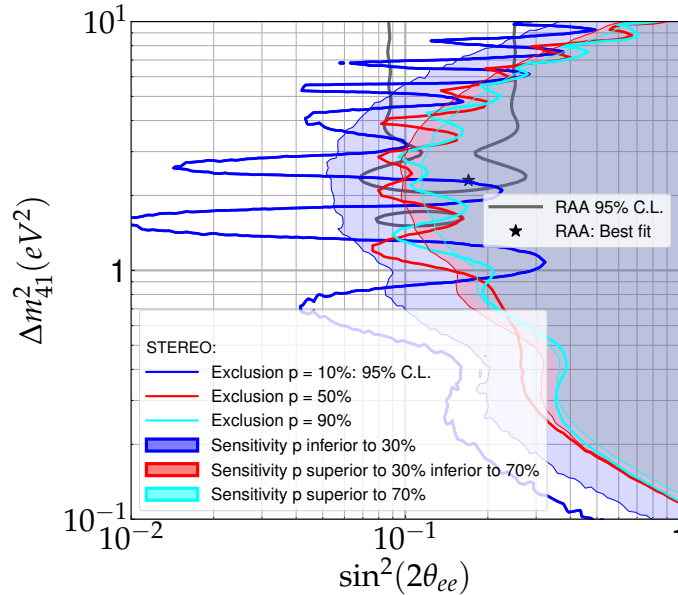 10¹
1
10⁻¹
Δm²₄₁(eV²)
RAA 95% C.L.
RAA: Best fit
STEREO:
Exclusion p = 10%: 95% C.L.
Exclusion p = 50%
Exclusion p = 90%
Sensitivity p inferior to 30%
Sensitivity p superior to 30% inferior to 70%
Sensitivity p superior to 70%
10⁻² 10⁻¹ 1
sin²(2θₑₑ)